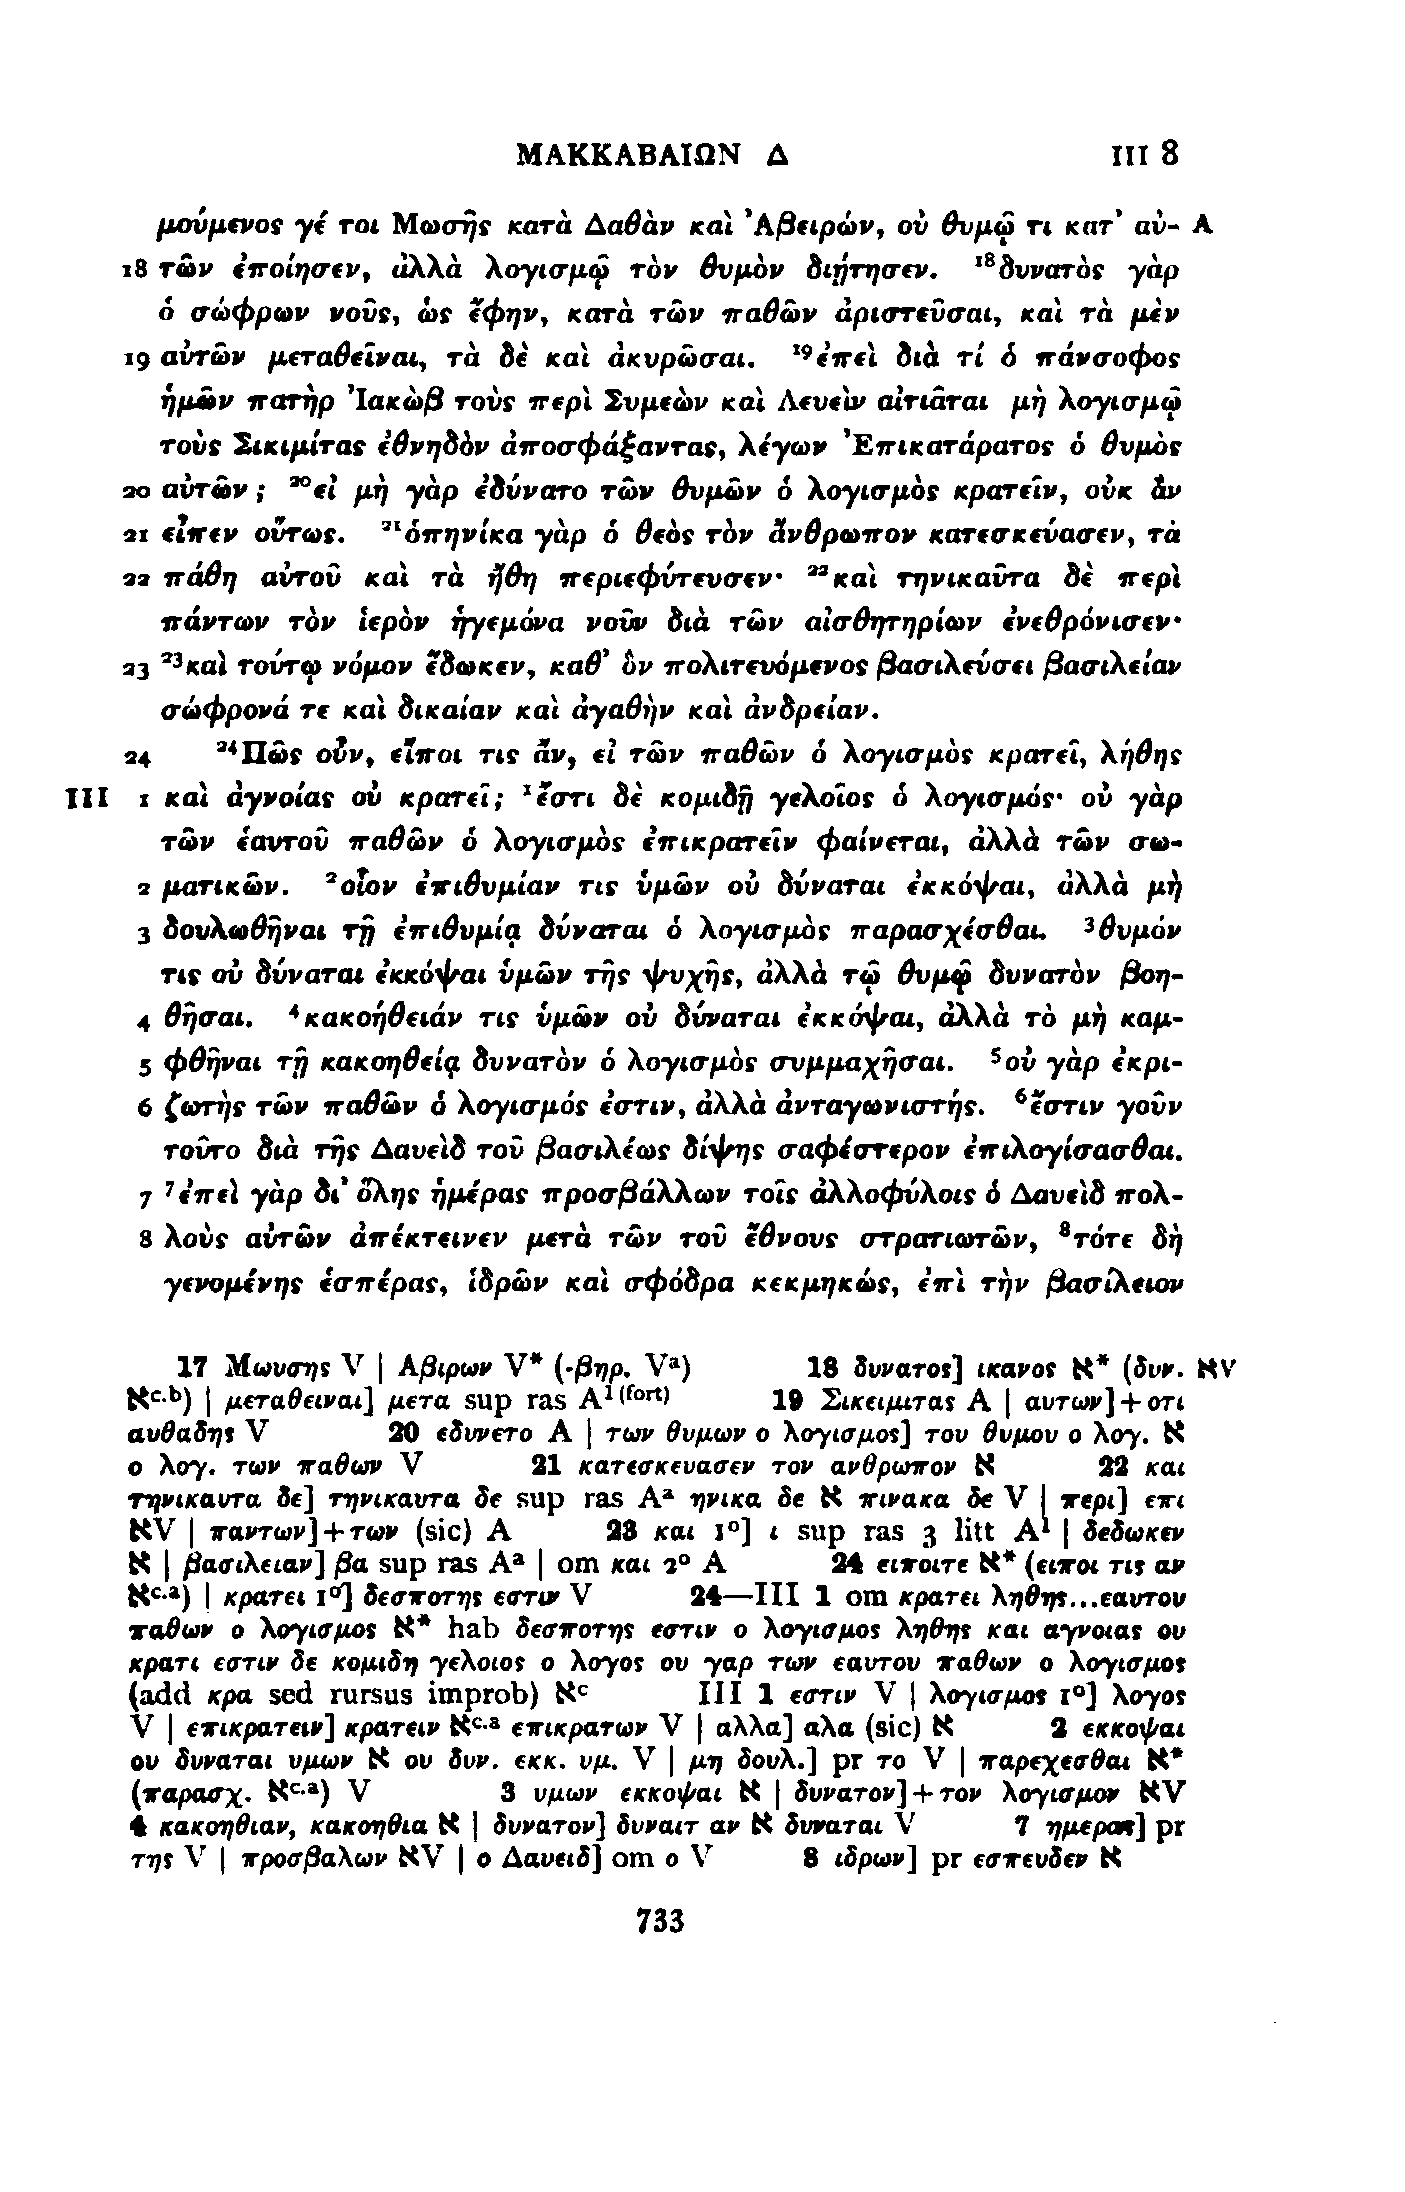 ΜΑΚΚΑΒΑΙΩΝ Δ III 8
μούμενος γέ τοι Μωσῆς κατὰ Δαθὰν καὶ Ἀβειρών, οὐ θυμῷ τι κατ᾽ αὐ- A
18 τῶν ἐποίησεν, ἀλλὰ λογισμῷ τὸν θυμὸν διῄτησεν. ¹⁸δυνατὸς γὰρ
ὁ σώφρων νοῦς, ὡς ἔφην, κατὰ τῶν παθῶν ἀριστεῦσαι, καὶ τὰ μὲν
19 αὐτῶν μεταθεῖναι, τὰ δὲ καὶ ἀκυρῶσαι. ¹⁹ἐπεὶ διὰ τί ὁ πάνσοφος
ἡμῶν πατὴρ Ἰακὼβ τοὺς περὶ Συμεὼν καὶ Λευεὶν αἰτιᾶται μὴ λογισμῷ
τοὺς Σικιμίτας ἐθνηδὸν ἀποσφάξαντας, λέγων Ἐπικατάρατος ὁ θυμὸς
20 αὐτῶν; ²⁰εἰ μὴ γὰρ ἐδύνατο τῶν θυμῶν ὁ λογισμὸς κρατεῖν, οὐκ ἂν
21 εἶπεν οὕτως. ²¹ὁπηνίκα γὰρ ὁ θεὸς τὸν ἄνθρωπον κατεσκεύασεν, τὰ
22 πάθη αὐτοῦ καὶ τὰ ἤθη περιεφύτευσεν· ²²καὶ τηνικαῦτα δὲ περὶ
πάντων τὸν ἱερὸν ἡγεμόνα νοῦν διὰ τῶν αἰσθητηρίων ἐνεθρόνισεν·
23 ²³καὶ τούτῳ νόμον ἔδωκεν, καθ᾽ ὃν πολιτευόμενος βασιλεύσει βασιλείαν
σώφρονά τε καὶ δικαίαν καὶ ἀγαθὴν καὶ ἀνδρείαν.
24 ²⁴Πῶς οὖν, εἴποι τις ἄν, εἰ τῶν παθῶν ὁ λογισμὸς κρατεῖ, λήθης
III 1 καὶ ἀγνοίας οὐ κρατεῖ; ¹ἔστι δὲ κομιδῇ γελοῖος ὁ λογισμός· οὐ γὰρ
τῶν ἑαυτοῦ παθῶν ὁ λογισμὸς ἐπικρατεῖν φαίνεται, ἀλλὰ τῶν σω-
2 ματικῶν. ²οἷον ἐπιθυμίαν τις ὑμῶν οὐ δύναται ἐκκόψαι, ἀλλὰ μὴ
3 δουλωθῆναι τῇ ἐπιθυμίᾳ δύναται ὁ λογισμὸς παρασχέσθαι. ³θυμόν
τις οὐ δύναται ἐκκόψαι ὑμῶν τῆς ψυχῆς, ἀλλὰ τῷ θυμῷ δυνατὸν βοη-
4 θῆσαι. ⁴κακοήθειάν τις ὑμῶν οὐ δύναται ἐκκόψαι, ἀλλὰ τὸ μὴ καμ-
5 φθῆναι τῇ κακοηθείᾳ δυνατὸν ὁ λογισμὸς συμμαχῆσαι. ⁵οὐ γὰρ ἐκρι-
6 ζωτὴς τῶν παθῶν ὁ λογισμός ἐστιν, ἀλλὰ ἀνταγωνιστής. ⁶ἔστιν γοῦν
τοῦτο διὰ τῆς Δαυεὶδ τοῦ βασιλέως δίψης σαφέστερον ἐπιλογίσασθαι.
7 ⁷ἐπεὶ γὰρ δι᾽ ὅλης ἡμέρας προσβάλλων τοῖς ἀλλοφύλοις ὁ Δαυεὶδ πολ-
8 λοὺς αὐτῶν ἀπέκτεινεν μετὰ τῶν τοῦ ἔθνους στρατιωτῶν, ⁸τότε δὴ
γενομένης ἑσπέρας, ἱδρῶν καὶ σφόδρα κεκμηκώς, ἐπὶ τὴν βασίλειον
17 Μωυσης V | Αβιρων V* (-βηρ. Vᵃ) 18 δυνατος] ικανος א* (δυν. אV
אᶜ·ᵇ) | μεταθειναι] μετα sup ras A¹⁽ᶠᵒʳᵗ⁾ 19 Σικειμιτας A | αυτων]+οτι
αυθαδης V 20 εδυνετο A | των θυμων ο λογισμος] του θυμου ο λογ. א
ο λογ. των παθων V 21 κατεσκευασεν τον ανθρωπον א 22 και
τηνικαυτα δε] τηνικαυτα δε sup ras Aᵃ ηνικα δε א πινακα δε V | περι] επι
אV | παντων]+των (sic) A 23 και 1°] ι sup ras 3 litt A¹ | δεδωκεν
א | βασιλειαν] βα sup ras Aᵃ | om και 2° A 24 ειποιτε א* (ειποι τις αν
אᶜ·ᵃ) | κρατει 1°] δεσποτης εστιν V 24—III 1 om κρατει ληθης...εαυτου
παθων ο λογισμος א* hab δεσποτης εστιν ο λογισμος ληθης και αγνοιας ου
κρατι εστιν δε κομιδη γελοιος ο λογος ου γαρ των εαυτου παθων ο λογισμος
(add κρα sed rursus improb) אᶜ III 1 εστιν V | λογισμος 1°] λογος
V | επικρατειν] κρατειν אᶜ·ᵃ επικρατων V | αλλα] αλα (sic) א 2 εκκοψαι
ου δυναται υμων א ου δυν. εκκ. υμ. V | μη δουλ.] pr το V | παρεχεσθαι א*
(παρασχ. אᶜ·ᵃ) V 3 υμων εκκοψαι א | δυνατον]+τον λογισμον אV
4 κακοηθιαν, κακοηθια א | δυνατον] δυναιτ αν א δυναται V 7 ημερας] pr
της V | προσβαλων אV | ο Δαυειδ] om ο V 8 ιδρων] pr εσπευδεν א
733